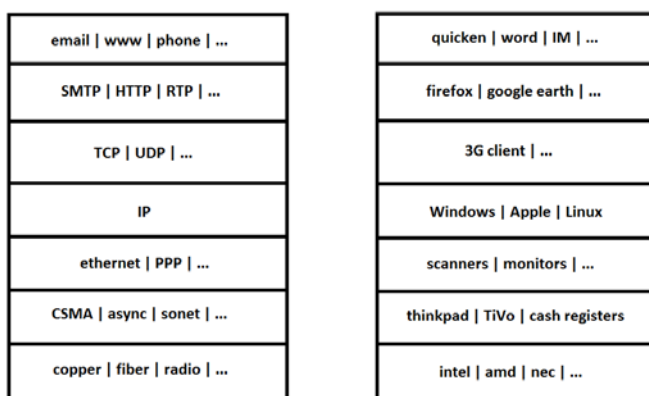 email | www | phone | ...
SMTP | HTTP | RTP | ...
TCP | UDP | ...
IP
ethernet | PPP | ...
CSMA | async | sonet | ...
copper | fiber | radio | ...
quicken | word | IM | ...
firefox | google earth | ...
3G client | ...
Windows | Apple | Linux
scanners | monitors | ...
thinkpad | TiVo | cash registers
intel | amd | nec | ...